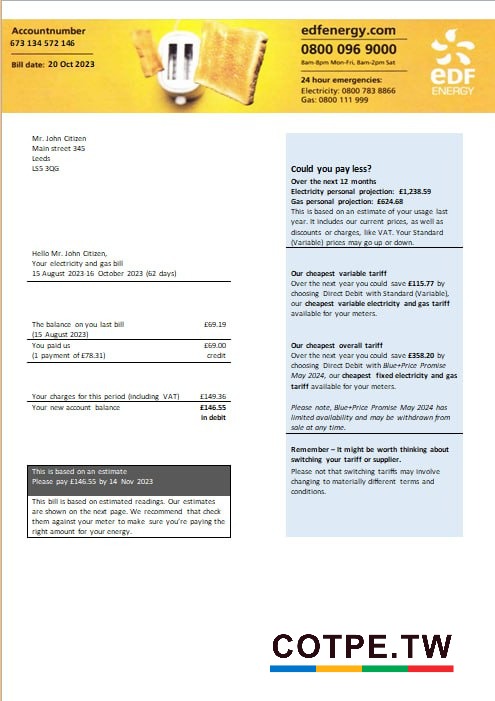 Accountnumber
673 134 572 146
Bill date: 20 Oct 2023
edfenergy.com
0800 096 9000
8am-8pm Mon-Fri, 8am-2pm Sat
24 hour emergencies:
Electricity: 0800 783 8866
Gas: 0800 111 999
eDF
ENERGY
Mr. John Citizen
Main street 345
Leeds
LS5 3QG
Hello Mr. John Citizen,
Your electricity and gas bill
15 August 2023-16 October 2023 (62 days)
The balance on you last bill £69.19
(15 August 2023)
You paid us £69.00
(1 payment of £78.31) credit
Your charges for this period (including VAT) £149.36
Your new account balance £146.55
in debit
This is based on an estimate
Please pay £146.55 by 14 Nov 2023
This bill is based on estimated readings. Our estimates
are shown on the next page. We recommend that check
them against your meter to make sure you're paying the
right amount for your energy.
Could you pay less?
Over the next 12 months
Electricity personal projection: £1,238.59
Gas personal projection: £624.68
This is based on an estimate of your usage last
year. It includes our current prices, as well as
discounts or charges, like VAT. Your Standard
(Variable) prices may go up or down.
Our cheapest variable tariff
Over the next year you could save £115.77 by
choosing Direct Debit with Standard (Variable),
our cheapest variable electricity and gas tariff
available for your meters.
Our cheapest overall tariff
Over the next year you could save £358.20 by
choosing Direct Debit with Blue+Price Promise
May 2024, our cheapest fixed electricity and gas
tariff available for your meters.
Please note, Blue+Price Promise May 2024 has
limited availability and may be withdrawn from
sale at any time.
Remember – It might be worth thinking about
switching your tariff or supplier.
Please not that switching tariffs may involve
changing to materially different terms and
conditions.
COTPE.TW